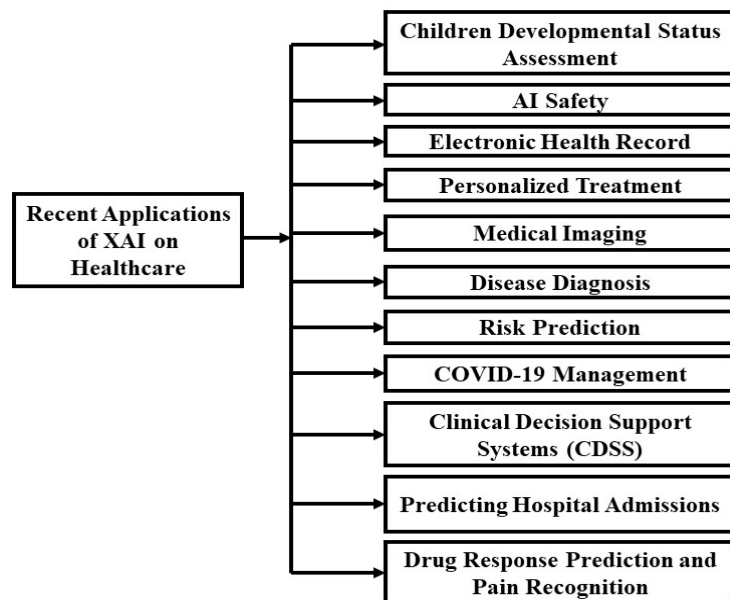 Recent Applications
of XAI on
Healthcare
Children Developmental Status
Assessment
AI Safety
Electronic Health Record
Personalized Treatment
Medical Imaging
Disease Diagnosis
Risk Prediction
COVID-19 Management
Clinical Decision Support
Systems (CDSS)
Predicting Hospital Admissions
Drug Response Prediction and
Pain Recognition